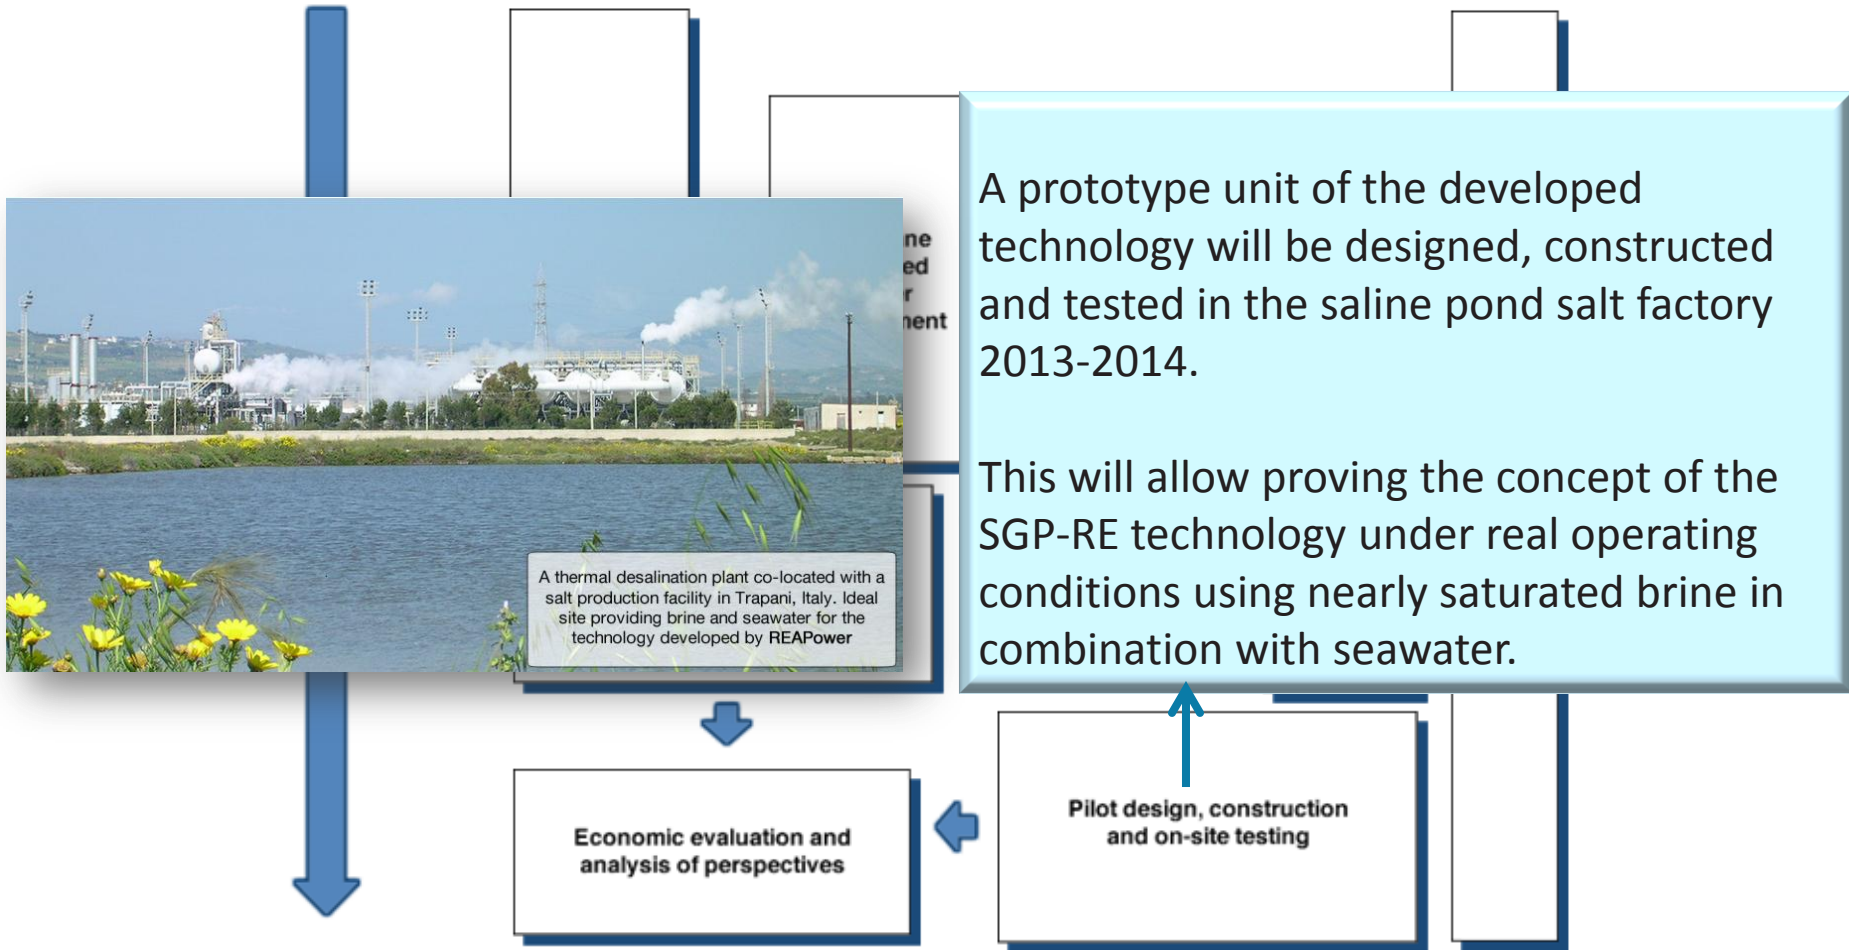 A prototype unit of the developed
technology will be designed, constructed
and tested in the saline pond salt factory
2013-2014.
This will allow proving the concept of the
SGP-RE technology under real operating
conditions using nearly saturated brine in
combination with seawater.
A thermal desalination plant co-located with a
salt production facility in Trapani, Italy. Ideal
site providing brine and seawater for the
technology developed by REAPower
Pilot design, construction
and on-site testing
Economic evaluation and
analysis of perspectives